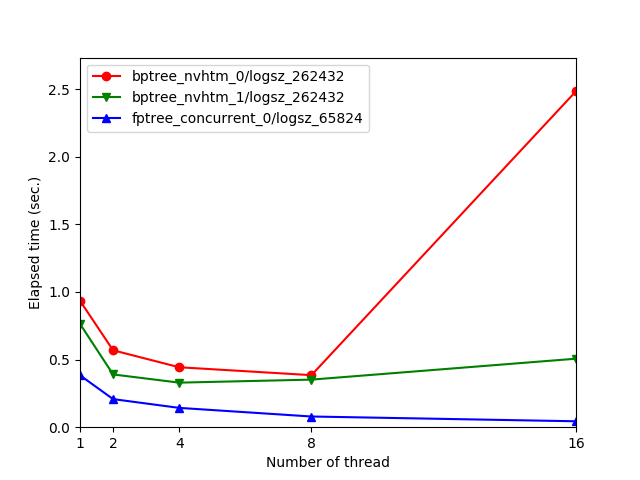 bptree_nvhtm_0/logsz_262432
bptree_nvhtm_1/logsz_262432
fptree_concurrent_0/logsz_65824
Elapsed time (sec.)
2.5
2.0
1.5
1.0
0.5
0.0
1 2 4 8 16
Number of thread